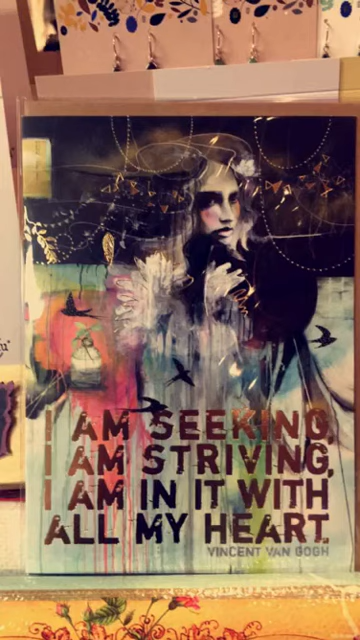 I AM SEEKING,
I AM STRIVING,
I AM IN IT WITH
ALL MY HEART.
VINCENT VAN GOGH